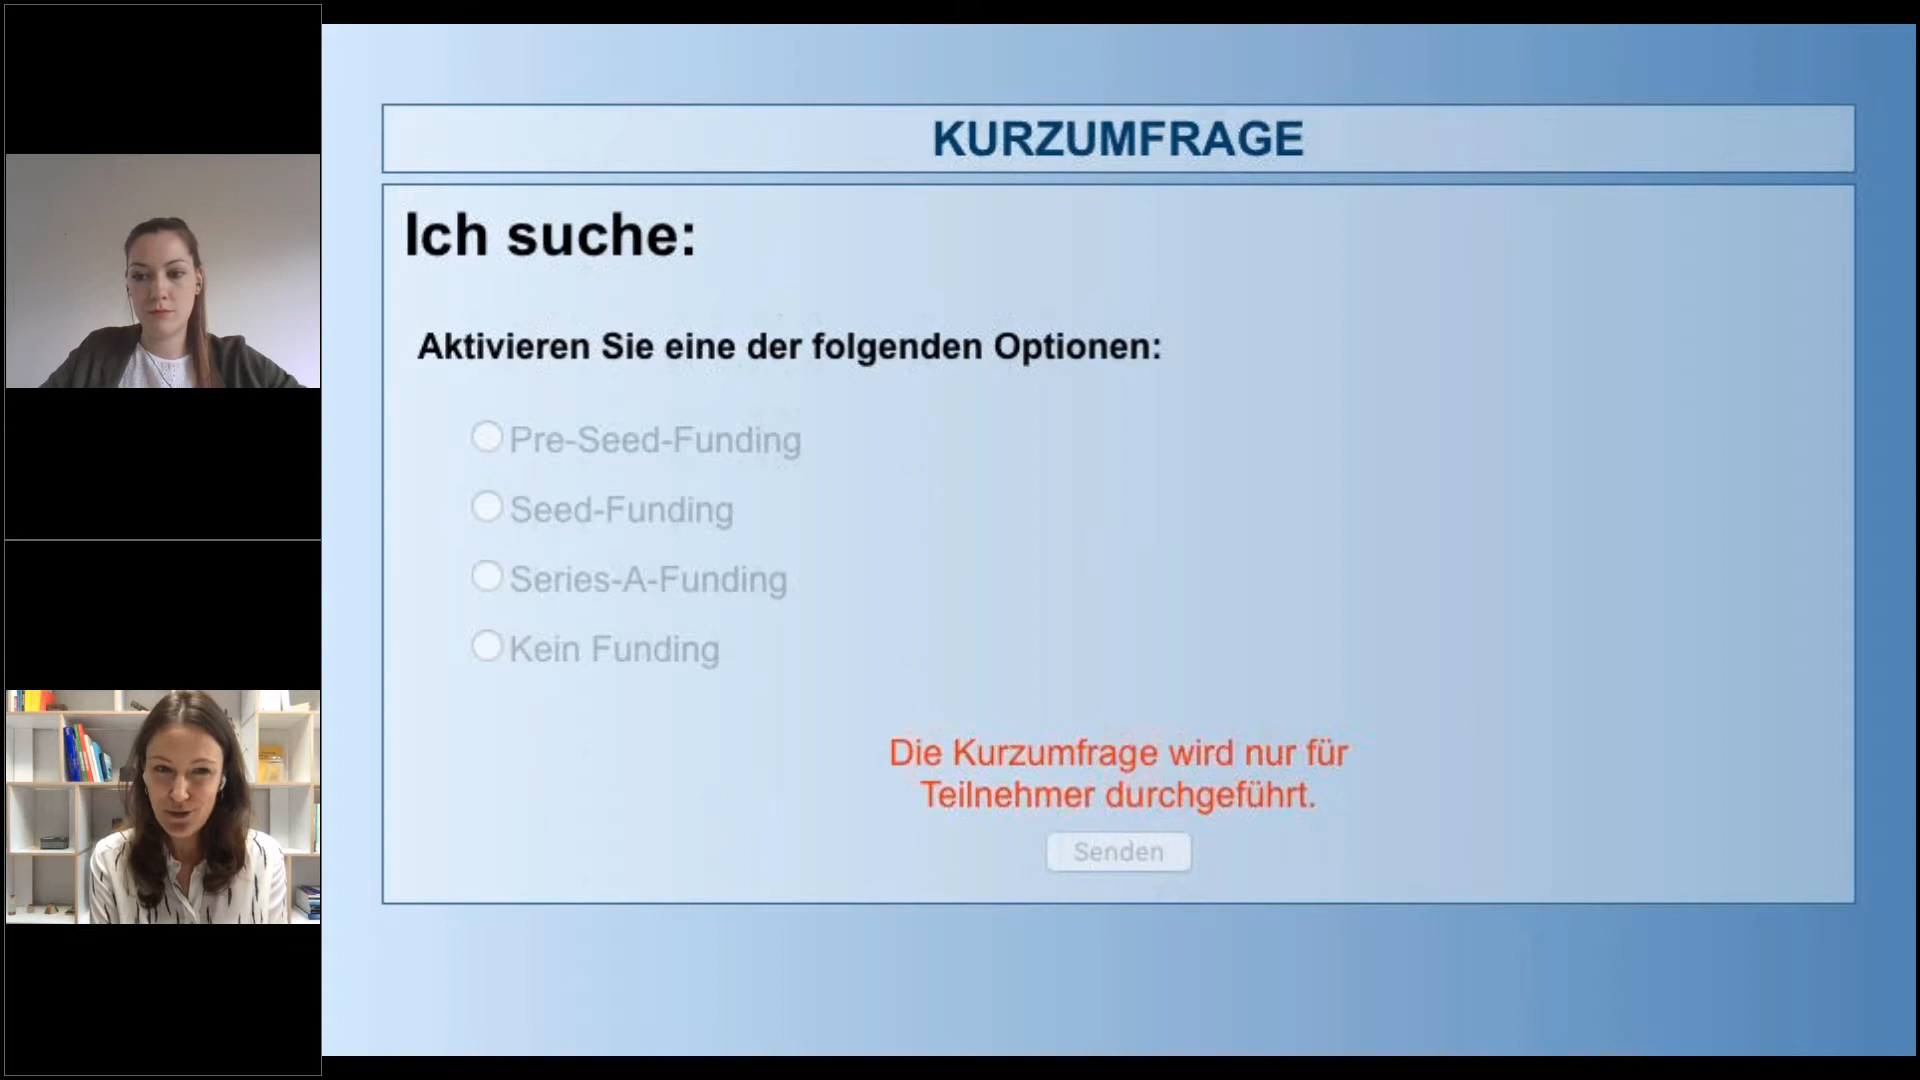 KURZUMFRAGE
Ich suche:
Aktivieren Sie eine der folgenden Optionen:
Pre-Seed-Funding
Seed-Funding
Series-A-Funding
Kein Funding
Die Kurzumfrage wird nur für
Teilnehmer durchgeführt.
Senden